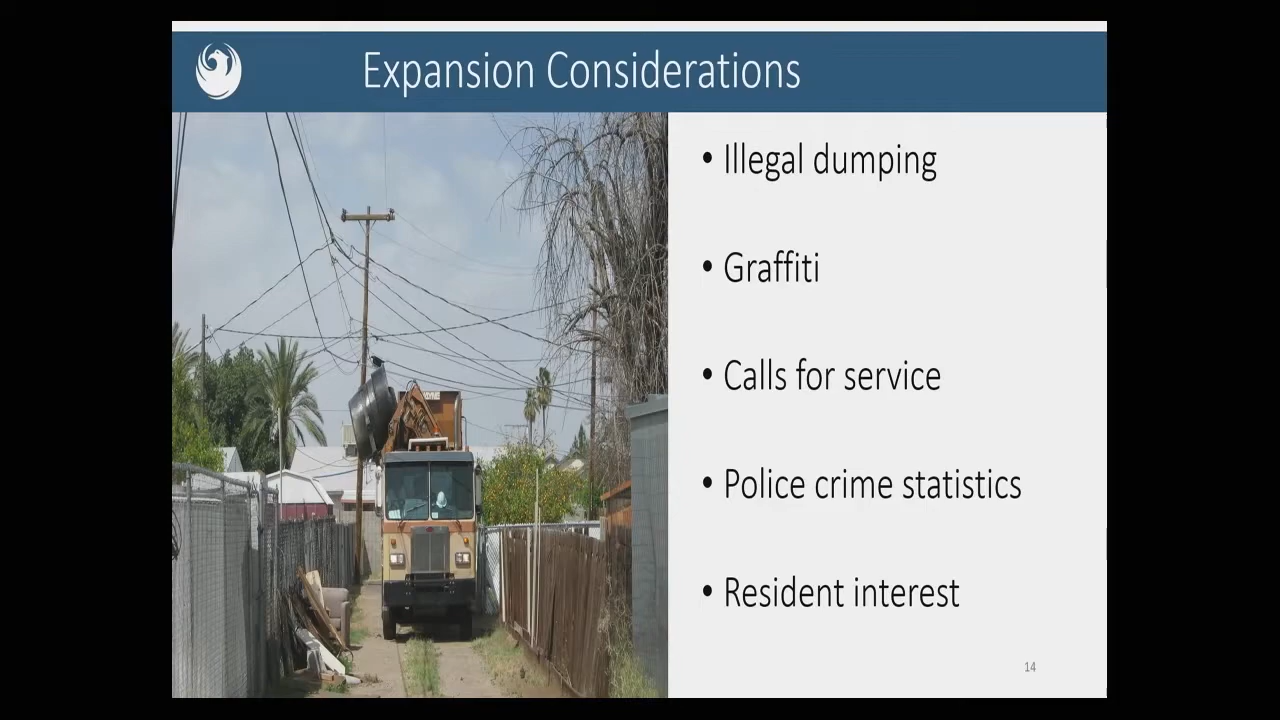 Expansion Considerations
• Illegal dumping
• Graffiti
• Calls for service
• Police crime statistics
• Resident interest
14